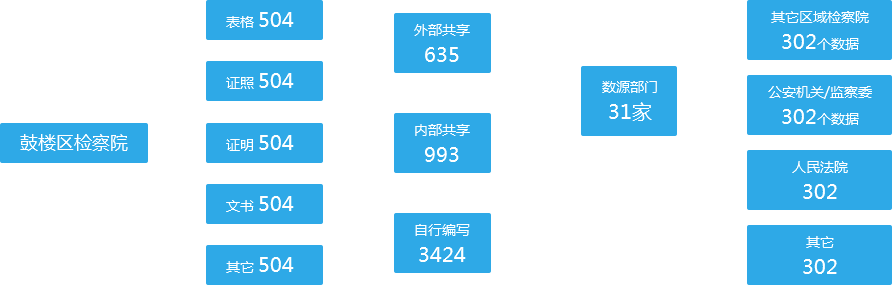 鼓楼区检察院
表格 504
证照 504
证明 504
文书 504
其它 504
外部共享
635
内部共享
993
自行编写
3424
数源部门
31家
其它区域检察院
302个数据
公安机关/监察委
302个数据
人民法院
302
其它
302